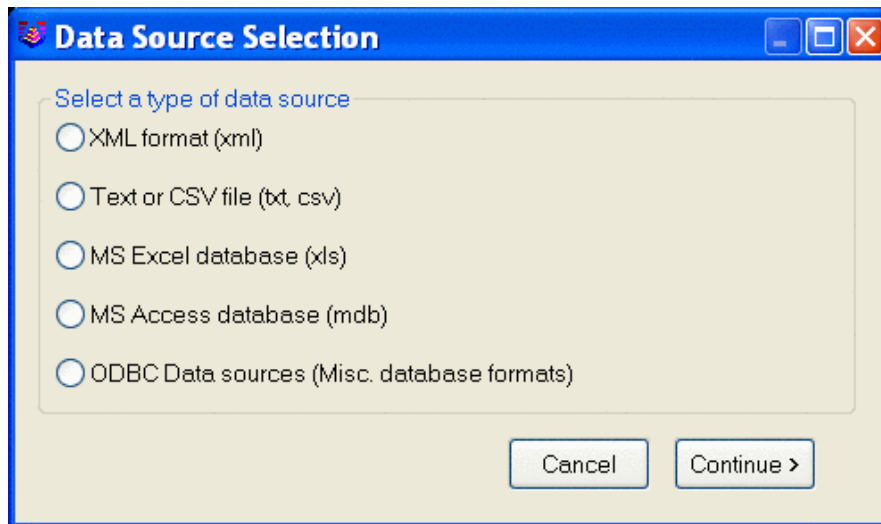 Data Source Selection
Select a type of data source
XML format (xml)
Text or CSV file (txt, csv)
MS Excel database (xls)
MS Access database (mdb)
ODBC Data sources (Misc. database formats)
Cancel
Continue >